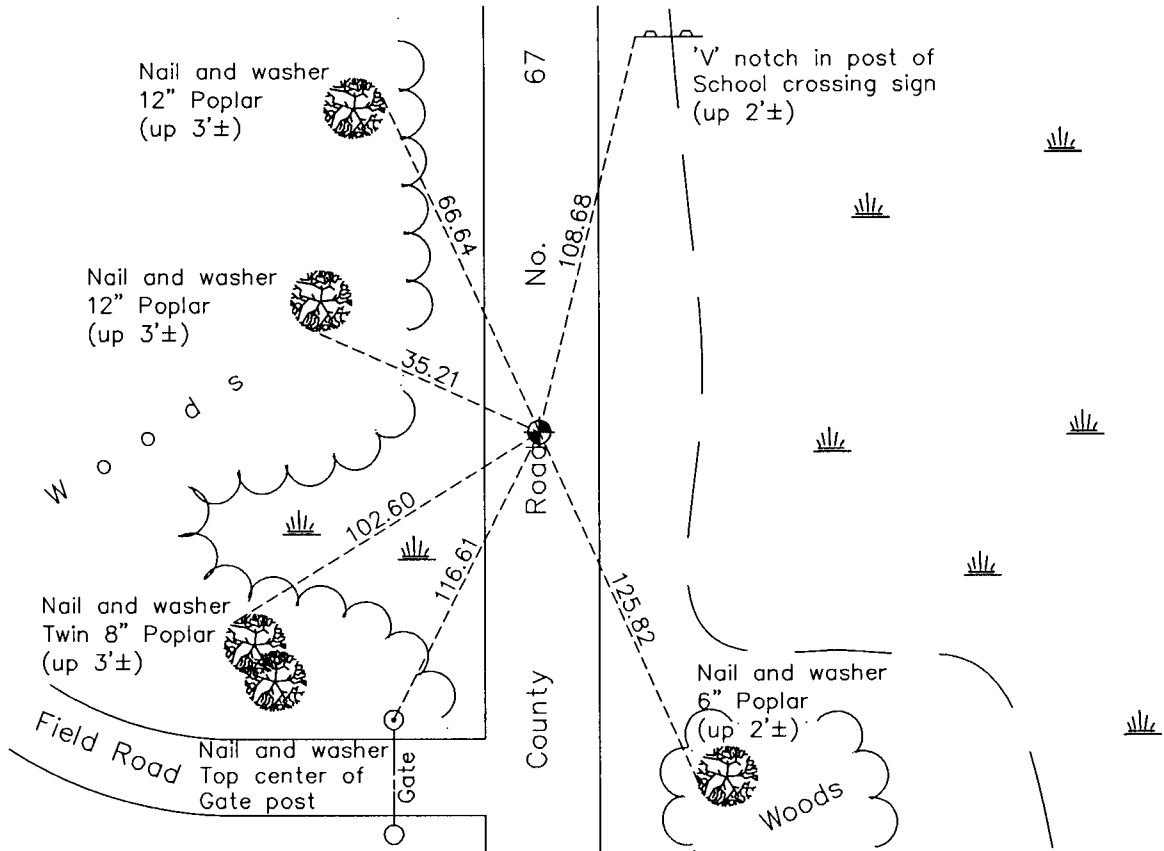 Nail and washer
12" Poplar
(up 3'±)
'V' notch in post of
School crossing sign
(up 2'±)
Nail and washer
12" Poplar
(up 3'±)
Woods
66.64
108.68
35.21
102.60
116.61
125.82
County Road No. 67
Nail and washer
Twin 8" Poplar
(up 3'±)
Field Road
Nail and washer
Top center of
Gate post
Gate
Nail and washer
6" Poplar
(up 2'±)
Woods